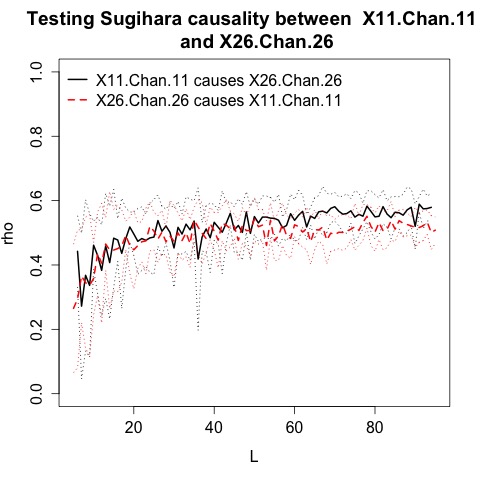 Testing Sugihara causality between  X11.Chan.11
and X26.Chan.26
X11.Chan.11 causes X26.Chan.26
X26.Chan.26 causes X11.Chan.11
1.0
0.8
0.6
0.4
0.2
0.0
rho
20 40 60 80
L